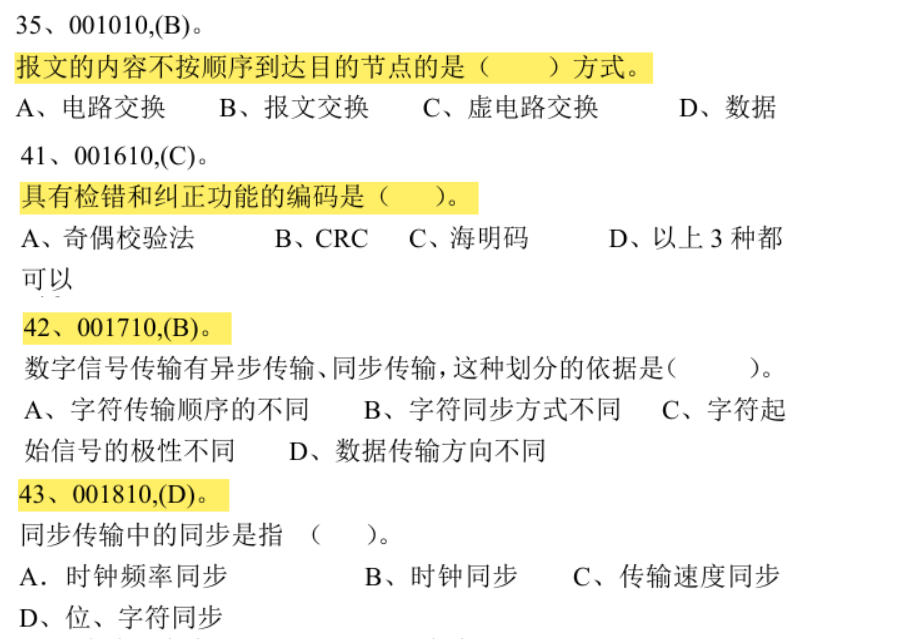 35、001010,(B)。
报文的内容不按顺序到达目的节点的是（　　）方式。
A、电路交换　　B、报文交换　　C、虚电路交换　　　D、数据
41、001610,(C)。
具有检错和纠正功能的编码是（　　）。
A、奇偶校验法　　　B、CRC　　C、海明码　　　D、以上 3 种都
可以
42、001710,(B)。
数字信号传输有异步传输、同步传输，这种划分的依据是(　　)。
A、字符传输顺序的不同　　B、字符同步方式不同　　C、字符起
始信号的极性不同　　D、数据传输方向不同
43、001810,(D)。
同步传输中的同步是指　（　　)。
A．时钟频率同步　　　　　B、时钟同步　　C、传输速度同步
D、位、字符同步